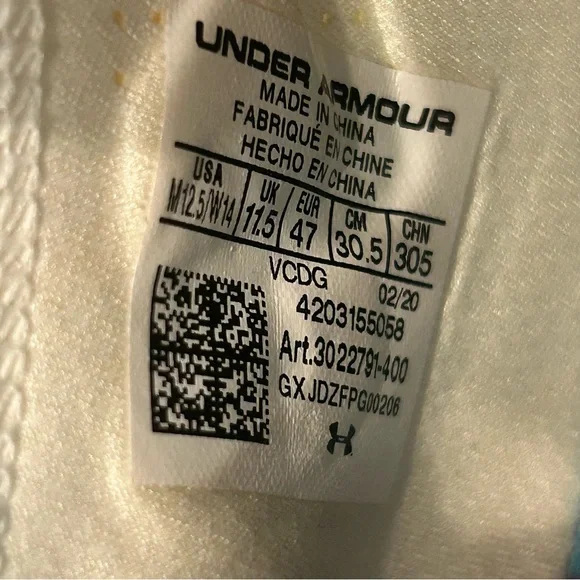 UNDER ARMOUR
MADE IN CHINA
FABRIQUÉ EN CHINE
HECHO EN CHINA
USA UK EUR CM CHN
M12.5/W14 11.5 47 30.5 305
VCDG 02/20
4203155058
Art.3022791-400
GXJDZFPG00206